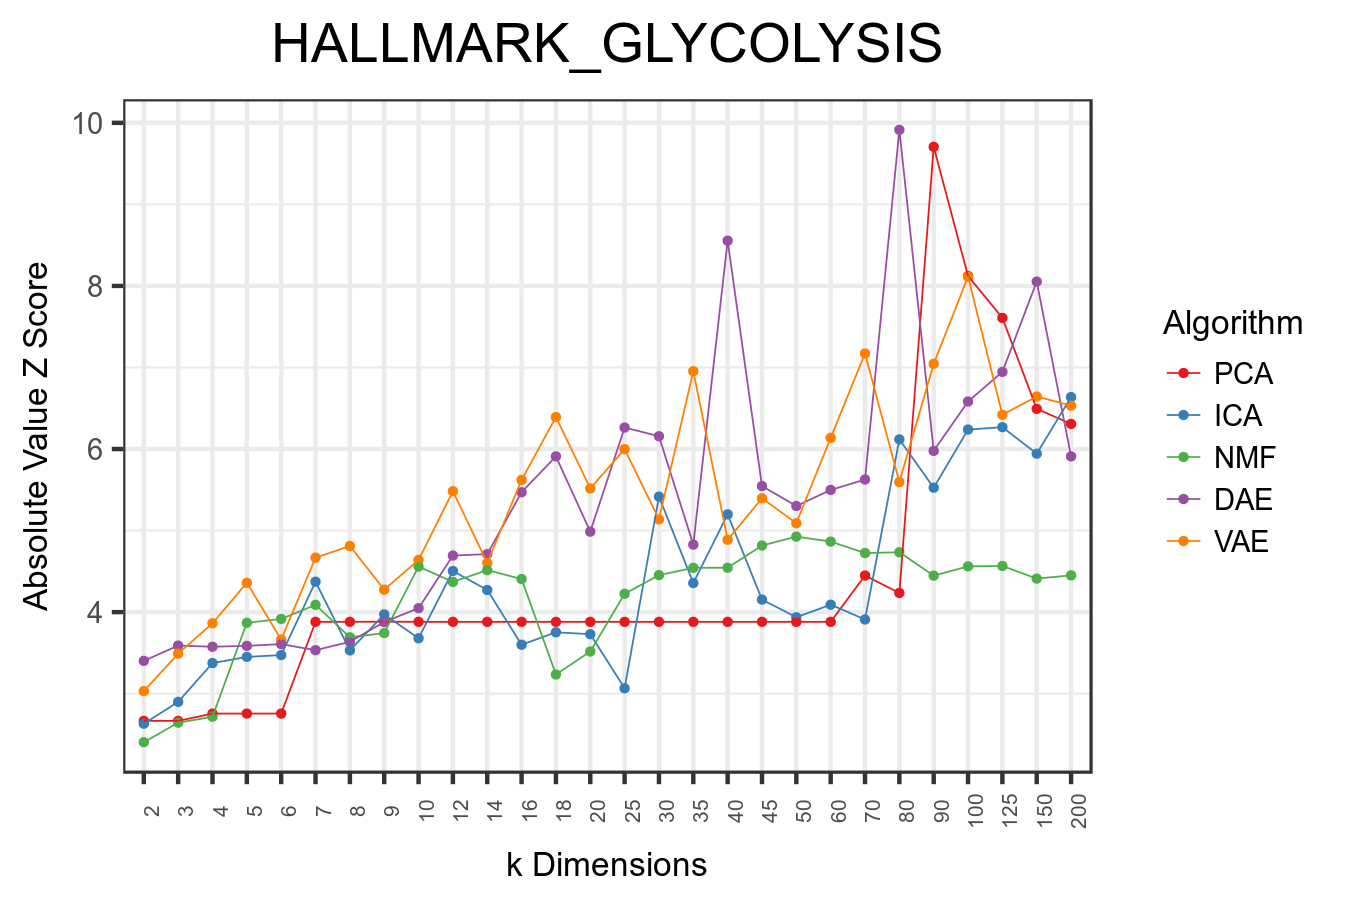 HALLMARK_GLYCOLYSIS
10
8
6
4
Absolute Value Z Score
2 3 4 5 6 7 8 9 10 12 14 16 18 20 25 30 35 40 45 50 60 70 80 90 100 125 150 200
k Dimensions
Algorithm
PCA
ICA
NMF
DAE
VAE